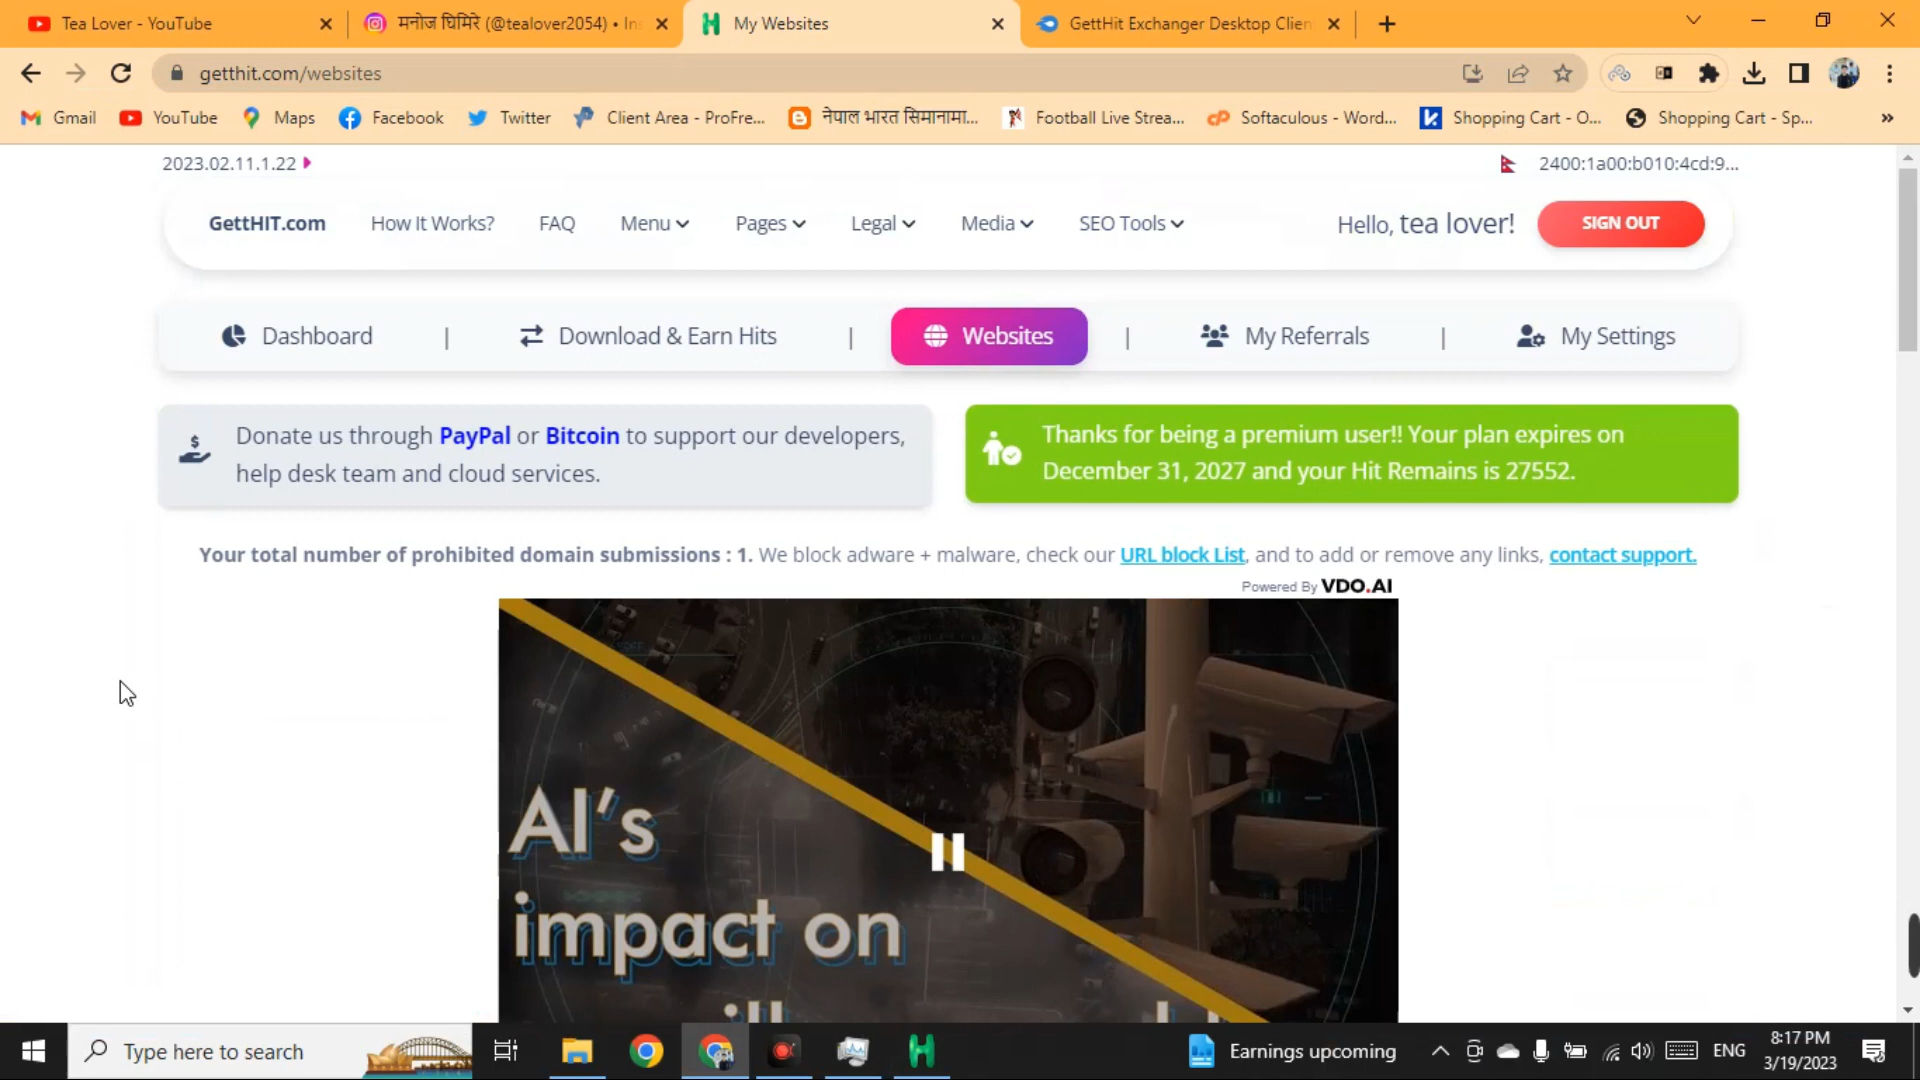 Tea Lover - YouTube
मनोज घिमिरे (@tealover2054) • Ins
My Websites
GettHit Exchanger Desktop Clien
getthit.com/websites
Gmail
YouTube
Maps
Facebook
Twitter
Client Area - ProFre...
नेपाल भारत सिमानामा...
Football Live Strea...
Softaculous - Word...
Shopping Cart - O...
Shopping Cart - Sp...
2023.02.11.1.22
2400:1a00:b010:4cd:9...
GettHIT.com
How It Works?
FAQ
Menu
Pages
Legal
Media
SEO Tools
Hello, tea lover!
SIGN OUT
Dashboard
|
Download & Earn Hits
|
Websites
|
My Referrals
|
My Settings
Donate us through PayPal or Bitcoin to support our developers,
help desk team and cloud services.
Thanks for being a premium user!! Your plan expires on
December 31, 2027 and your Hit Remains is 27552.
Your total number of prohibited domain submissions : 1. We block adware + malware, check our URL block List, and to add or remove any links, contact support.
Powered By VDO.AI
AI's
impact on
Type here to search
Earnings upcoming
ENG
8:17 PM
3/19/2023